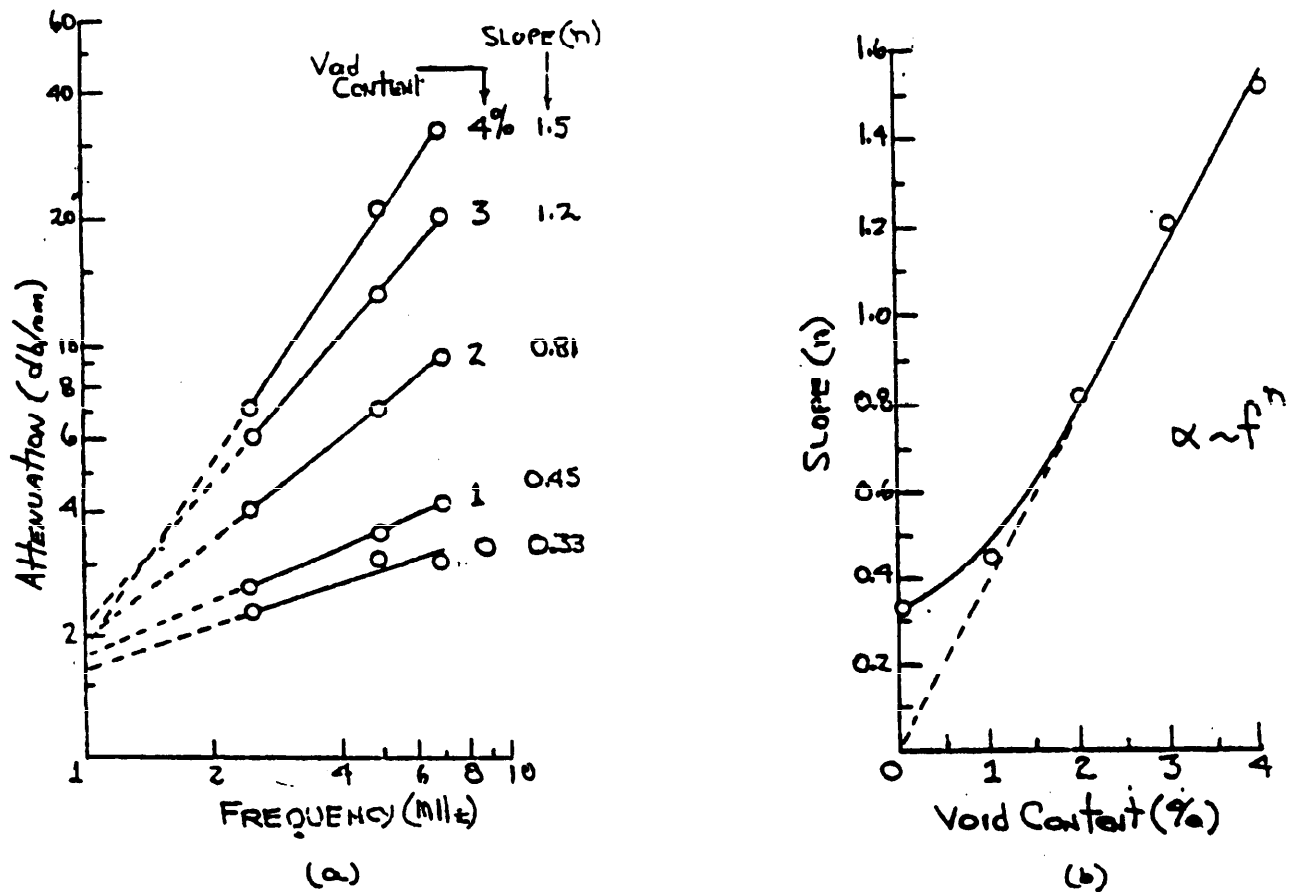 60
40
20
10
8
6
4
2
ATTENUATION (db/mm)
Void
CONTENT
SLOPE (n)
4% 1.5
3 1.2
2 0.81
1 0.45
0 0.33
1 2 4 6 8 10
FREQUENCY (MHz)
(a)
1.6
1.4
1.2
1.0
0.8
0.6
0.4
0.2
SLOPE (n)
α ~ f^n
0 1 2 3 4
Void Content (%)
(b)